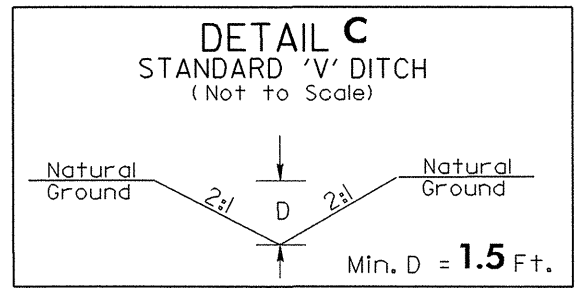 DETAIL C
STANDARD 'V' DITCH
(Not to Scale)
Natural
Ground
2:1
D
2:1
Natural
Ground
Min. D = 1.5 Ft.